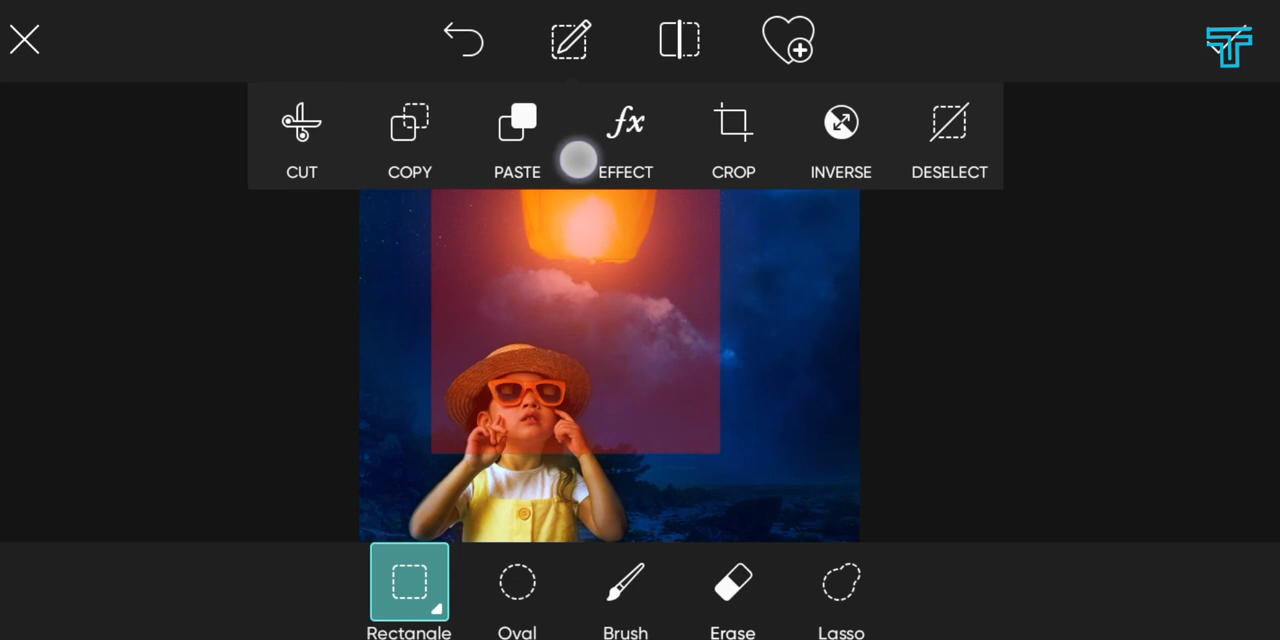 CUT COPY PASTE EFFECT CROP INVERSE DESELECT
Rectangle Oval Brush Erase Lasso